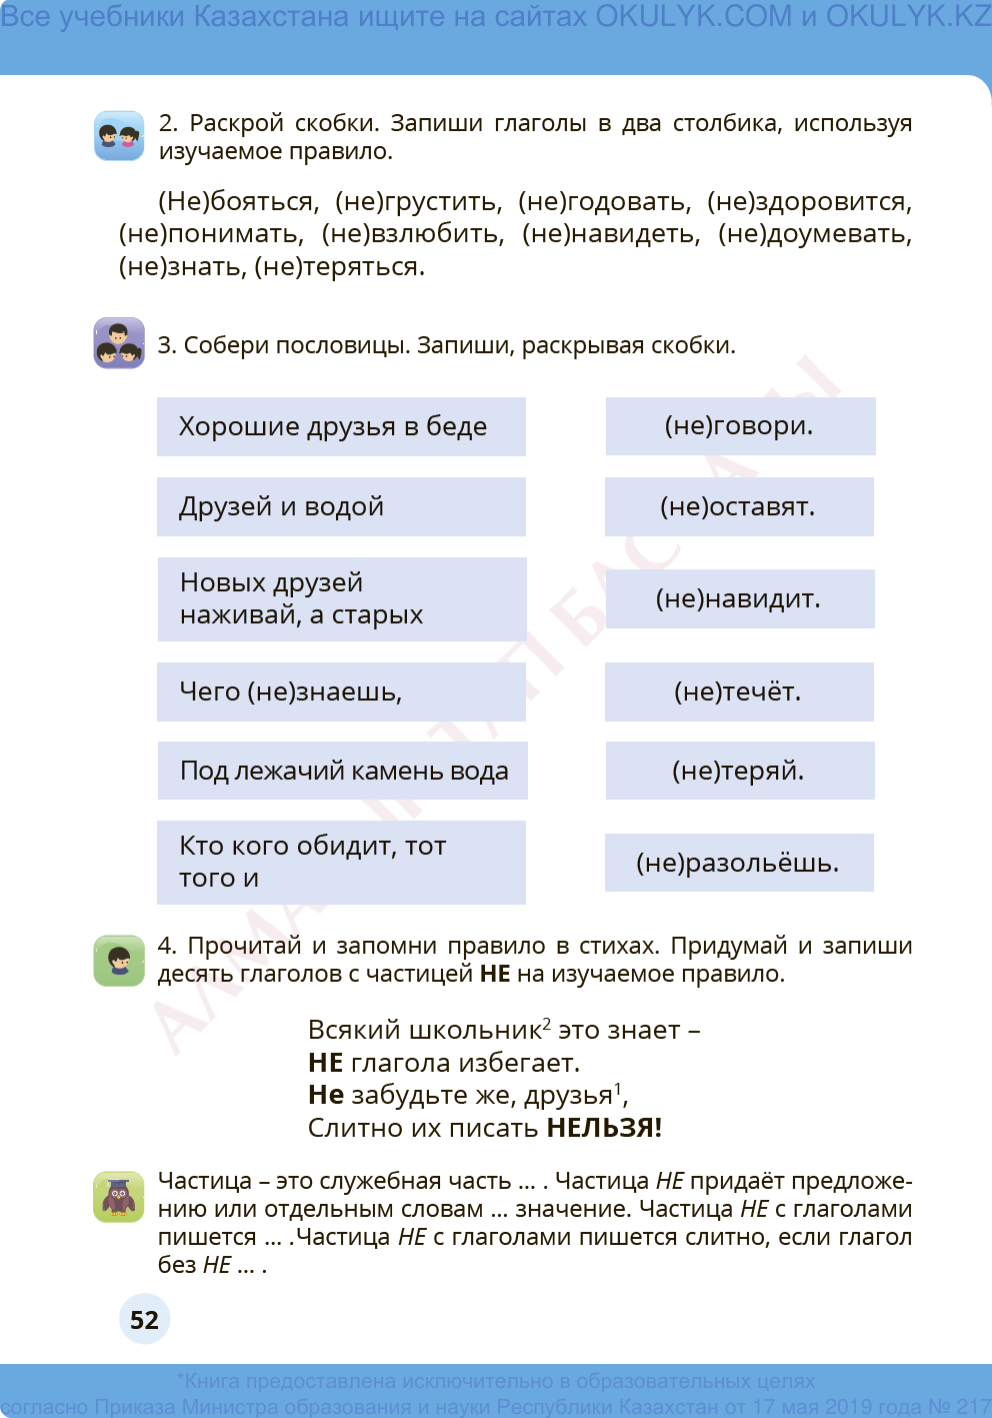 Все учебники Казахстана ищите на сайтах OKULYK.COM и OKULYK.KZ
2. Раскрой скобки. Запиши глаголы в два столбика, используя
изучаемое правило.
(Не)бояться, (не)грустить, (не)годовать, (не)здоровится,
(не)понимать, (не)взлюбить, (не)навидеть, (не)доумевать,
(не)знать, (не)теряться.
3. Собери пословицы. Запиши, раскрывая скобки.
Хорошие друзья в беде
(не)говори.
Друзей и водой
(не)оставят.
Новых друзей
наживай, а старых
(не)навидит.
Чего (не)знаешь,
(не)течёт.
Под лежачий камень вода
(не)теряй.
Кто кого обидит, тот
того и
(не)разольёшь.
4. Прочитай и запомни правило в стихах. Придумай и запиши
десять глаголов с частицей НЕ на изучаемое правило.
Всякий школьник² это знает –
НЕ глагола избегает.
Не забудьте же, друзья¹,
Слитно их писать НЕЛЬЗЯ!
Частица – это служебная часть ... . Частица НЕ придаёт предложе-
нию или отдельным словам ... значение. Частица НЕ с глаголами
пишется ... .Частица НЕ с глаголами пишется слитно, если глагол
без НЕ ... .
52
*Книга предоставлена исключительно в образовательных целях
согласно Приказа Министра образования и науки Республики Казахстан от 17 мая 2019 года № 217